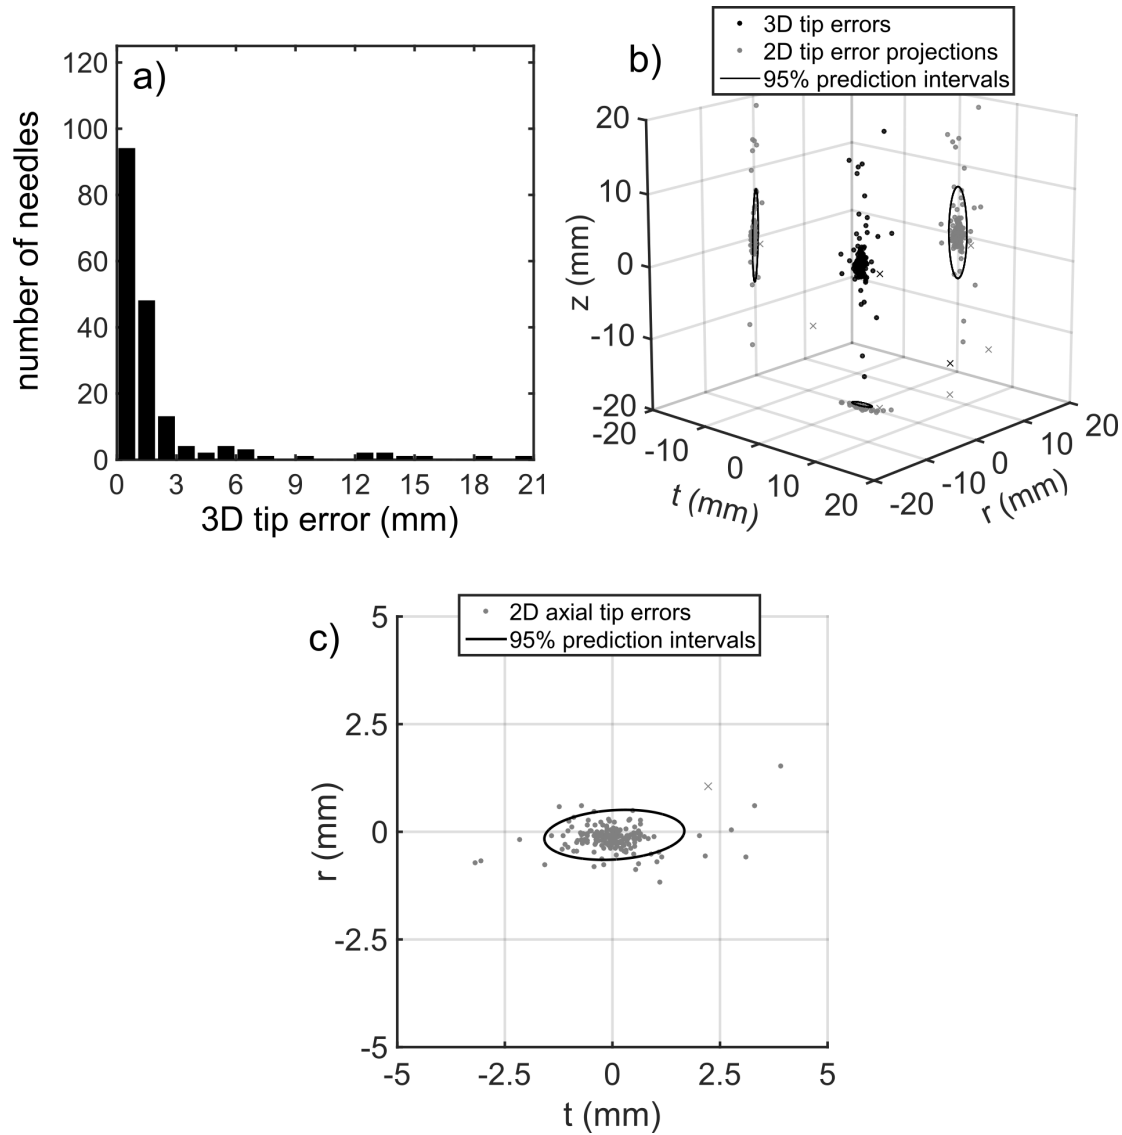 a)
120
100
80
60
40
20
0
number of needles
0 3 6 9 12 15 18 21
3D tip error (mm)
b)
3D tip errors
2D tip error projections
95% prediction intervals
20
10
0
-10
-20
z (mm)
-20 -10 0 10 20
t (mm)
-20 -10 0 10 20
r (mm)
c)
2D axial tip errors
95% prediction intervals
5
2.5
0
-2.5
-5
r (mm)
-5 -2.5 0 2.5 5
t (mm)